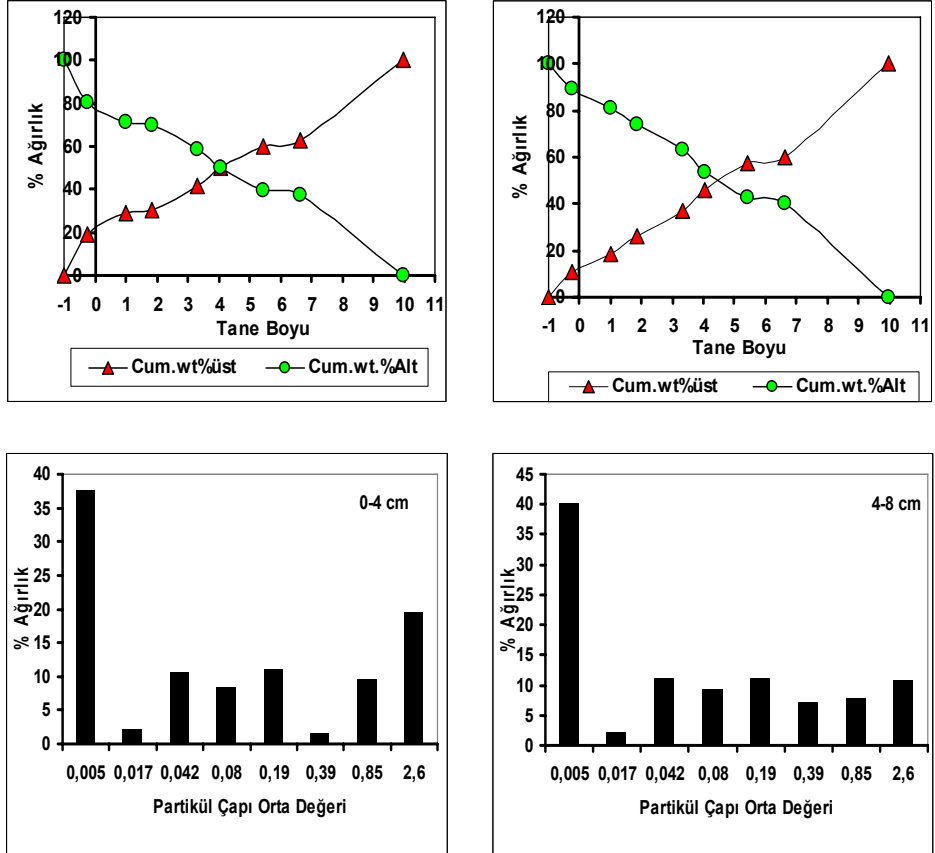 120
100
80
60
40
20
0
% Ağırlık
-1 0 1 2 3 4 5 6 7 8 9 10 11
Tane Boyu
Cum.wt%üst Cum.wt.%Alt
120
100
80
60
40
20
0
% Ağırlık
-1 0 1 2 3 4 5 6 7 8 9 10 11
Tane Boyu
Cum.wt%üst Cum.wt.%Alt
0-4 cm
40
35
30
25
20
15
10
5
0
% Ağırlık
0,005 0,017 0,042 0,08 0,19 0,39 0,85 2,6
Partikül Çapı Orta Değeri
4-8 cm
45
40
35
30
25
20
15
10
5
0
% Ağırlık
0,005 0,017 0,042 0,08 0,19 0,39 0,85 2,6
Partikül Çapı Orta Değeri